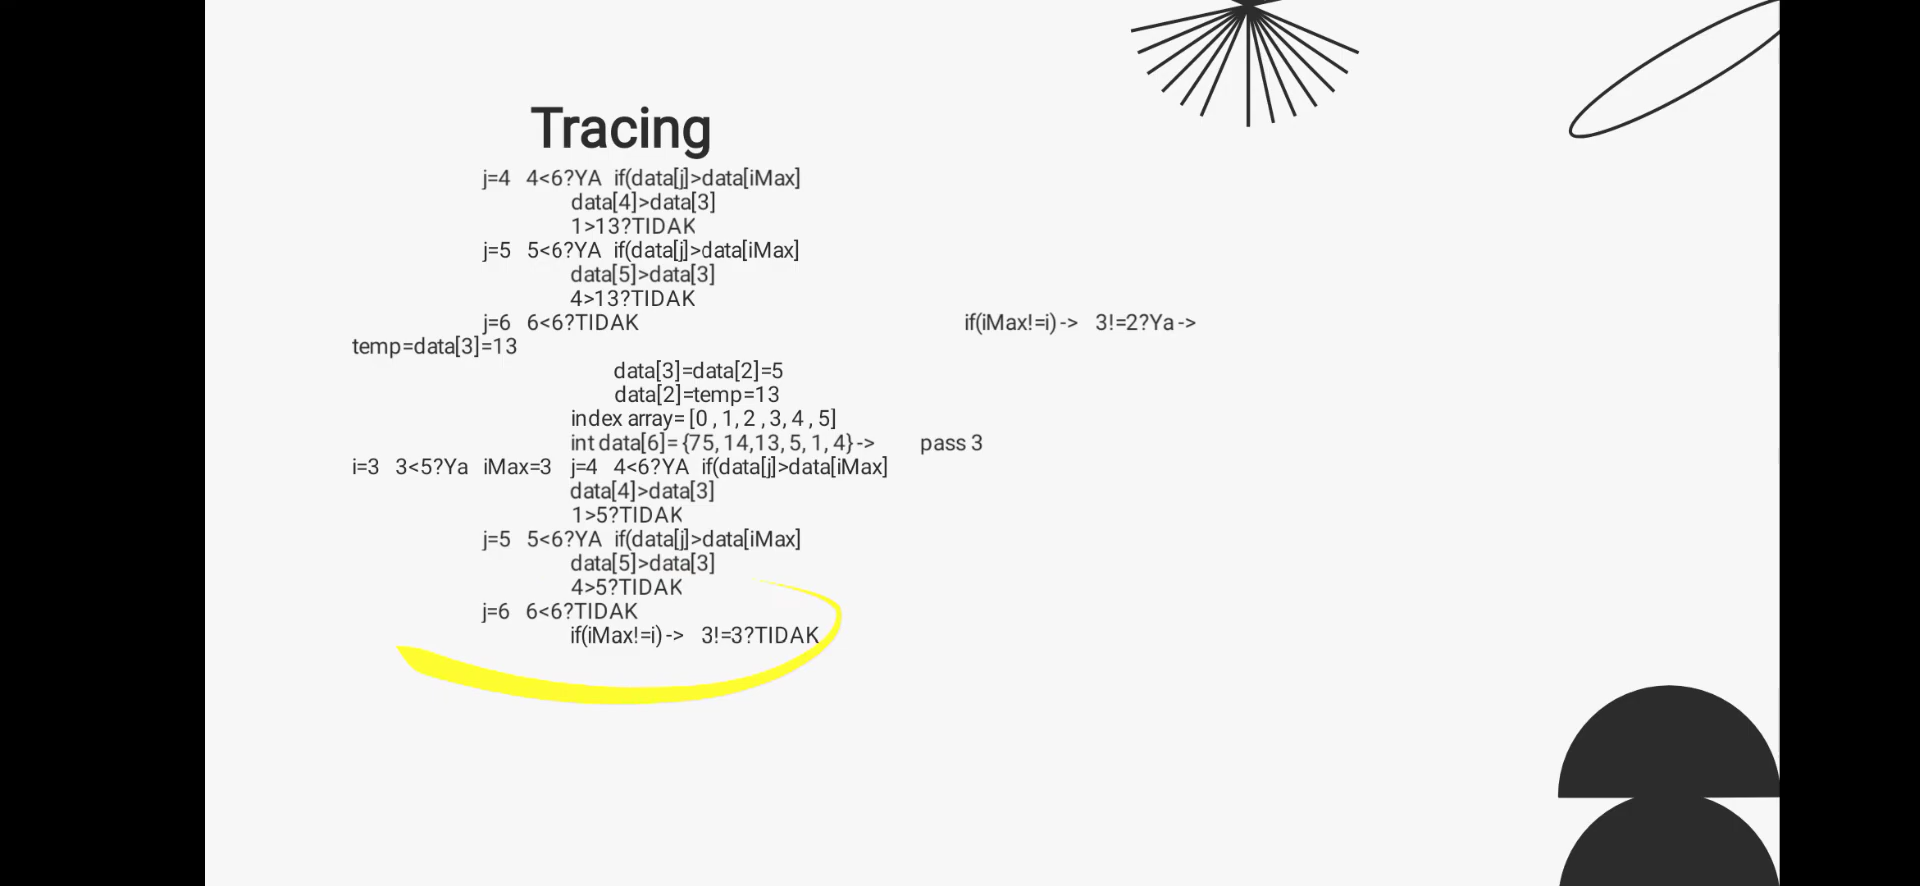 Tracing
j=4 4<6?YA if(data[j]>data[iMax]
data[4]>data[3]
1>13?TIDAK
j=5 5<6?YA if(data[j]>data[iMax]
data[5]>data[3]
4>13?TIDAK
j=6 6<6?TIDAK if(iMax!=i)-> 3!=2?Ya->
temp=data[3]=13
data[3]=data[2]=5
data[2]=temp=13
index array= [0 , 1, 2 , 3, 4 , 5]
int data[6]= {75, 14,13, 5, 1, 4}-> pass 3
i=3 3<5?Ya iMax=3 j=4 4<6?YA if(data[j]>data[iMax]
data[4]>data[3]
1>5?TIDAK
j=5 5<6?YA if(data[j]>data[iMax]
data[5]>data[3]
4>5?TIDAK
j=6 6<6?TIDAK
if(iMax!=i)-> 3!=3?TIDAK